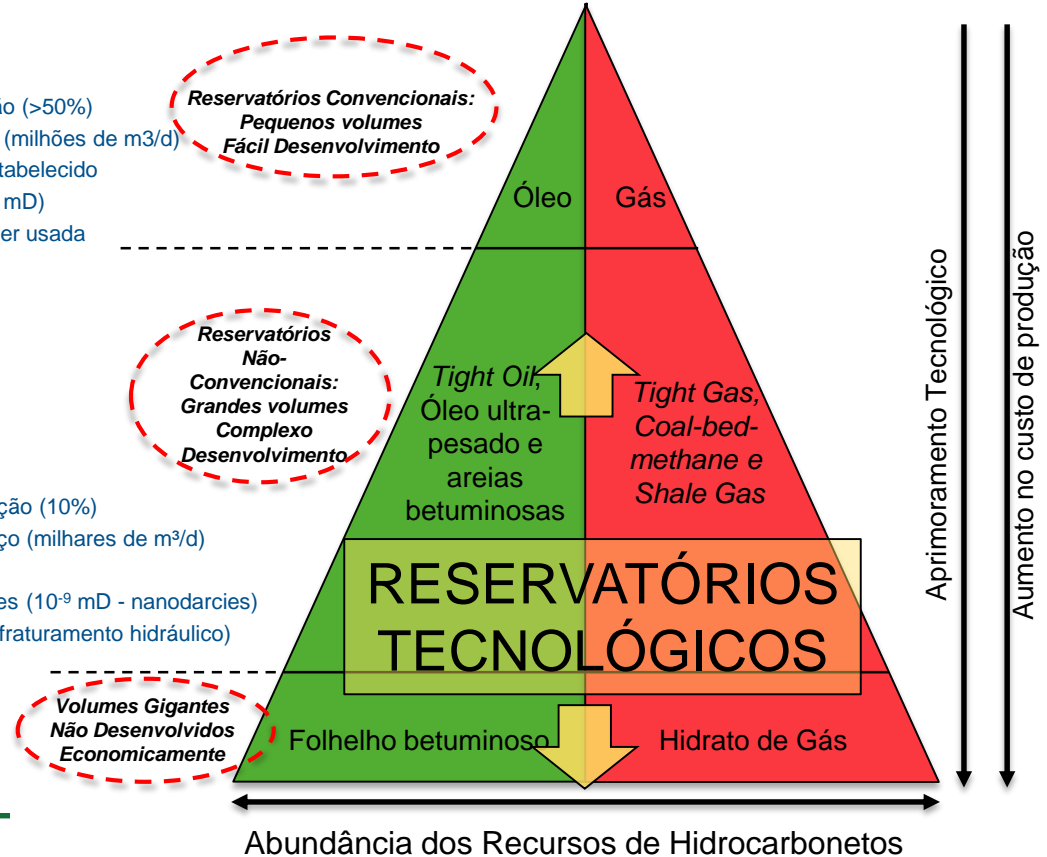 Reservatórios Convencionais:
Pequenos volumes
Fácil Desenvolvimento
ão (>50%)
(milhões de m3/d)
tabelecido
mD)
er usada
Óleo
Gás
Reservatórios
Não-
Convencionais:
Grandes volumes
Complexo
Desenvolvimento
Tight Oil,
Óleo ultra-
pesado e
areias
betuminosas
Tight Gas,
Coal-bed-
methane e
Shale Gas
ção (10%)
ço (milhares de m³/d)
es (10⁻⁹ mD - nanodarcies)
fraturamento hidráulico)
RESERVATÓRIOS
TECNOLÓGICOS
Volumes Gigantes
Não Desenvolvidos
Economicamente
Folhelho betuminoso
Hidrato de Gás
Aprimoramento Tecnológico
Aumento no custo de produção
Abundância dos Recursos de Hidrocarbonetos